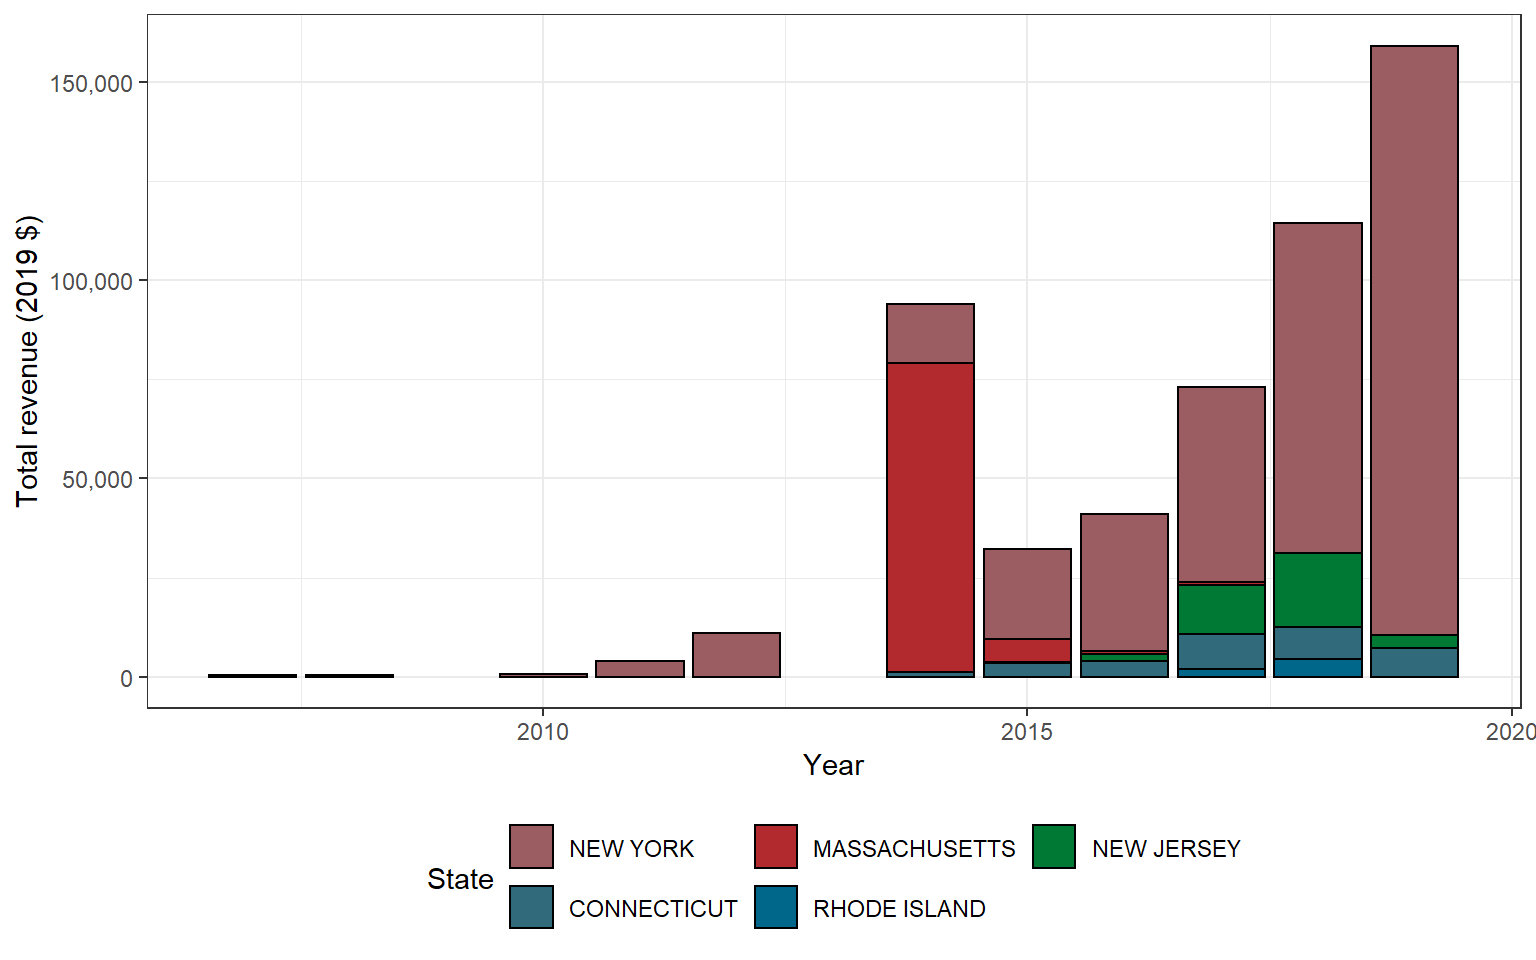 Total revenue (2019 $)
150,000
100,000
50,000
0
2010
2015
2020
Year
State
NEW YORK
MASSACHUSETTS
NEW JERSEY
CONNECTICUT
RHODE ISLAND